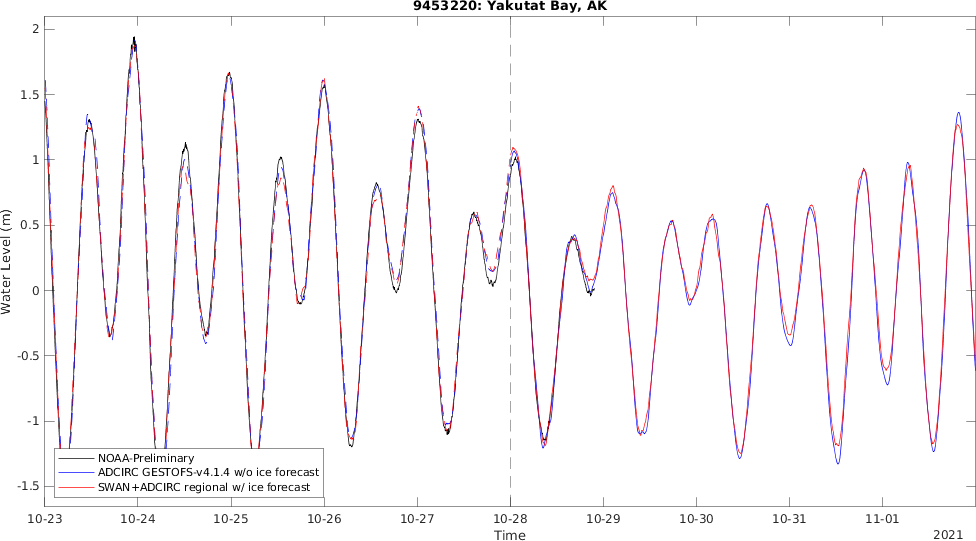 9453220: Yakutat Bay, AK
Water Level (m)
2
1.5
1
0.5
0
-0.5
-1
-1.5
NOAA-Preliminary
ADCIRC GESTOFS-v4.1.4 w/o ice forecast
SWAN+ADCIRC regional w/ ice forecast
10-23 10-24 10-25 10-26 10-27 10-28 10-29 10-30 10-31 11-01
Time
2021